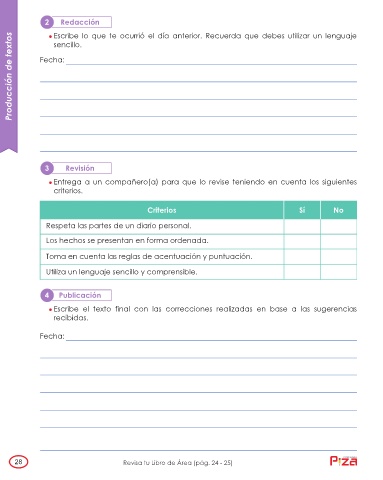 Producción de textos
2 Redacción
Escribe lo que te ocurrió el día anterior. Recuerda que debes utilizar un lenguaje
sencillo.
Fecha:
3 Revisión
Entrega a un compañero(a) para que lo revise teniendo en cuenta los siguientes
criterios.
Criterios Sí No
Respeta las partes de un diario personal.
Los hechos se presentan en forma ordenada.
Toma en cuenta las reglas de acentuación y puntuación.
Utiliza un lenguaje sencillo y comprensible.
4 Publicación
Escribe el texto final con las correcciones realizadas en base a las sugerencias
recibidas.
Fecha:
28
Revisa tu Libro de Área (pág. 24 - 25)